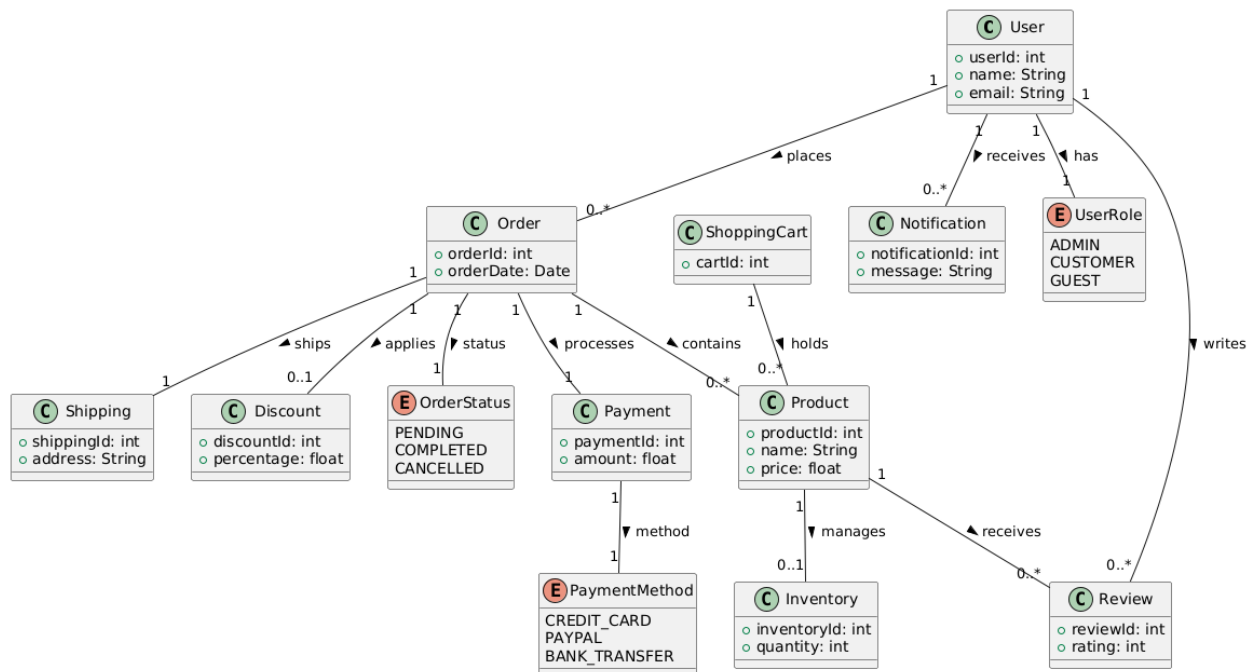 C User
userId: int
name: String
email: String
1
1
1
1
places
receives
has
0..*
0..*
1
C Order
orderId: int
orderDate: Date
C ShoppingCart
cartId: int
C Notification
notificationId: int
message: String
E UserRole
ADMIN
CUSTOMER
GUEST
1
1
1
1
1
1
ships
applies
status
processes
contains
holds
writes
1
0..1
1
1
0..*
0..*
C Shipping
shippingId: int
address: String
C Discount
discountId: int
percentage: float
E OrderStatus
PENDING
COMPLETED
CANCELLED
C Payment
paymentId: int
amount: float
C Product
productId: int
name: String
price: float
1
1
1
method
manages
receives
1
0..1
0..*
0..*
E PaymentMethod
CREDIT_CARD
PAYPAL
BANK_TRANSFER
C Inventory
inventoryId: int
quantity: int
C Review
reviewId: int
rating: int